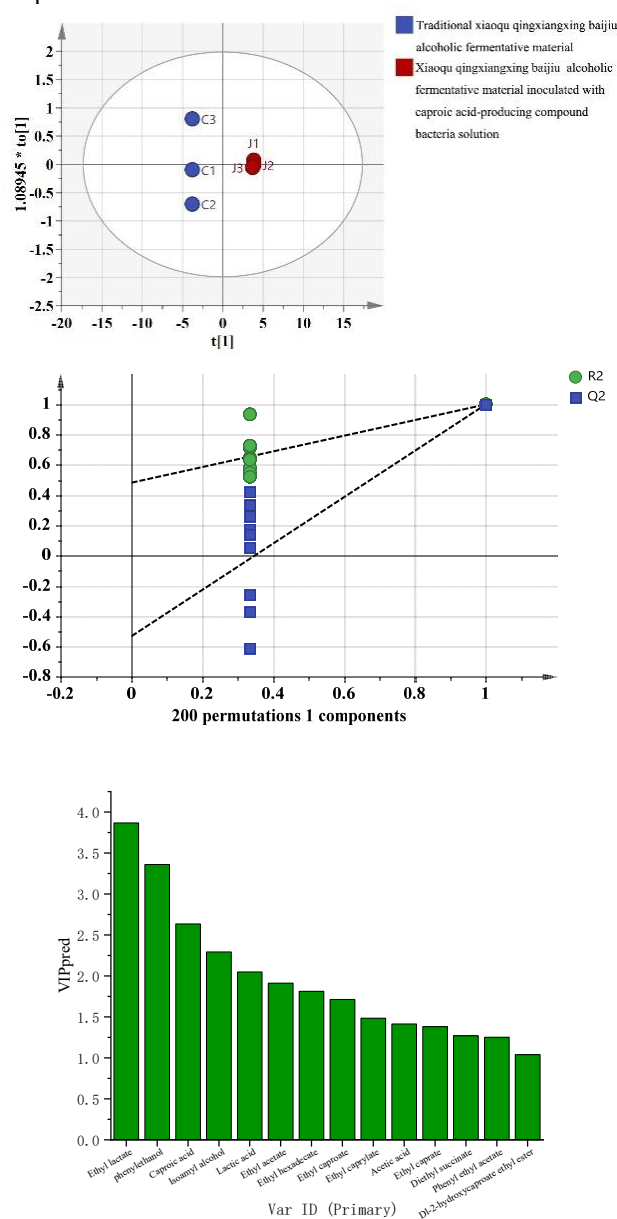 Traditional xiaoqu qingxiangxing baijiu
alcoholic fermentative material
Xiaoqu qingxiangxing baijiu alcoholic
fermentative material inoculated with
caproic acid-producing compound
bacteria solution
1.08945 * to[1]
2
1.5
1
0.5
0
-0.5
-1
-1.5
-2
-2.5
C3
C1
C2
J1
J3
J2
-20 -15 -10 -5 0 5 10 15
t[1]
R2
Q2
1
0.8
0.6
0.4
0.2
0
-0.2
-0.4
-0.6
-0.8
-0.2 0 0.2 0.4 0.6 0.8 1
200 permutations 1 components
VIPpred
4.0
3.5
3.0
2.5
2.0
1.5
1.0
0.5
0.0
Ethyl lactate
phenylethanol
Caproic acid
Isoamyl alcohol
Lactic acid
Ethyl acetate
Ethyl hexadecate
Ethyl caproate
Ethyl caprylate
Acetic acid
Ethyl caprate
Diethyl succinate
Phenyl ethyl acetate
Dl-2-hydroxycaproate ethyl ester
Var ID (Primary)